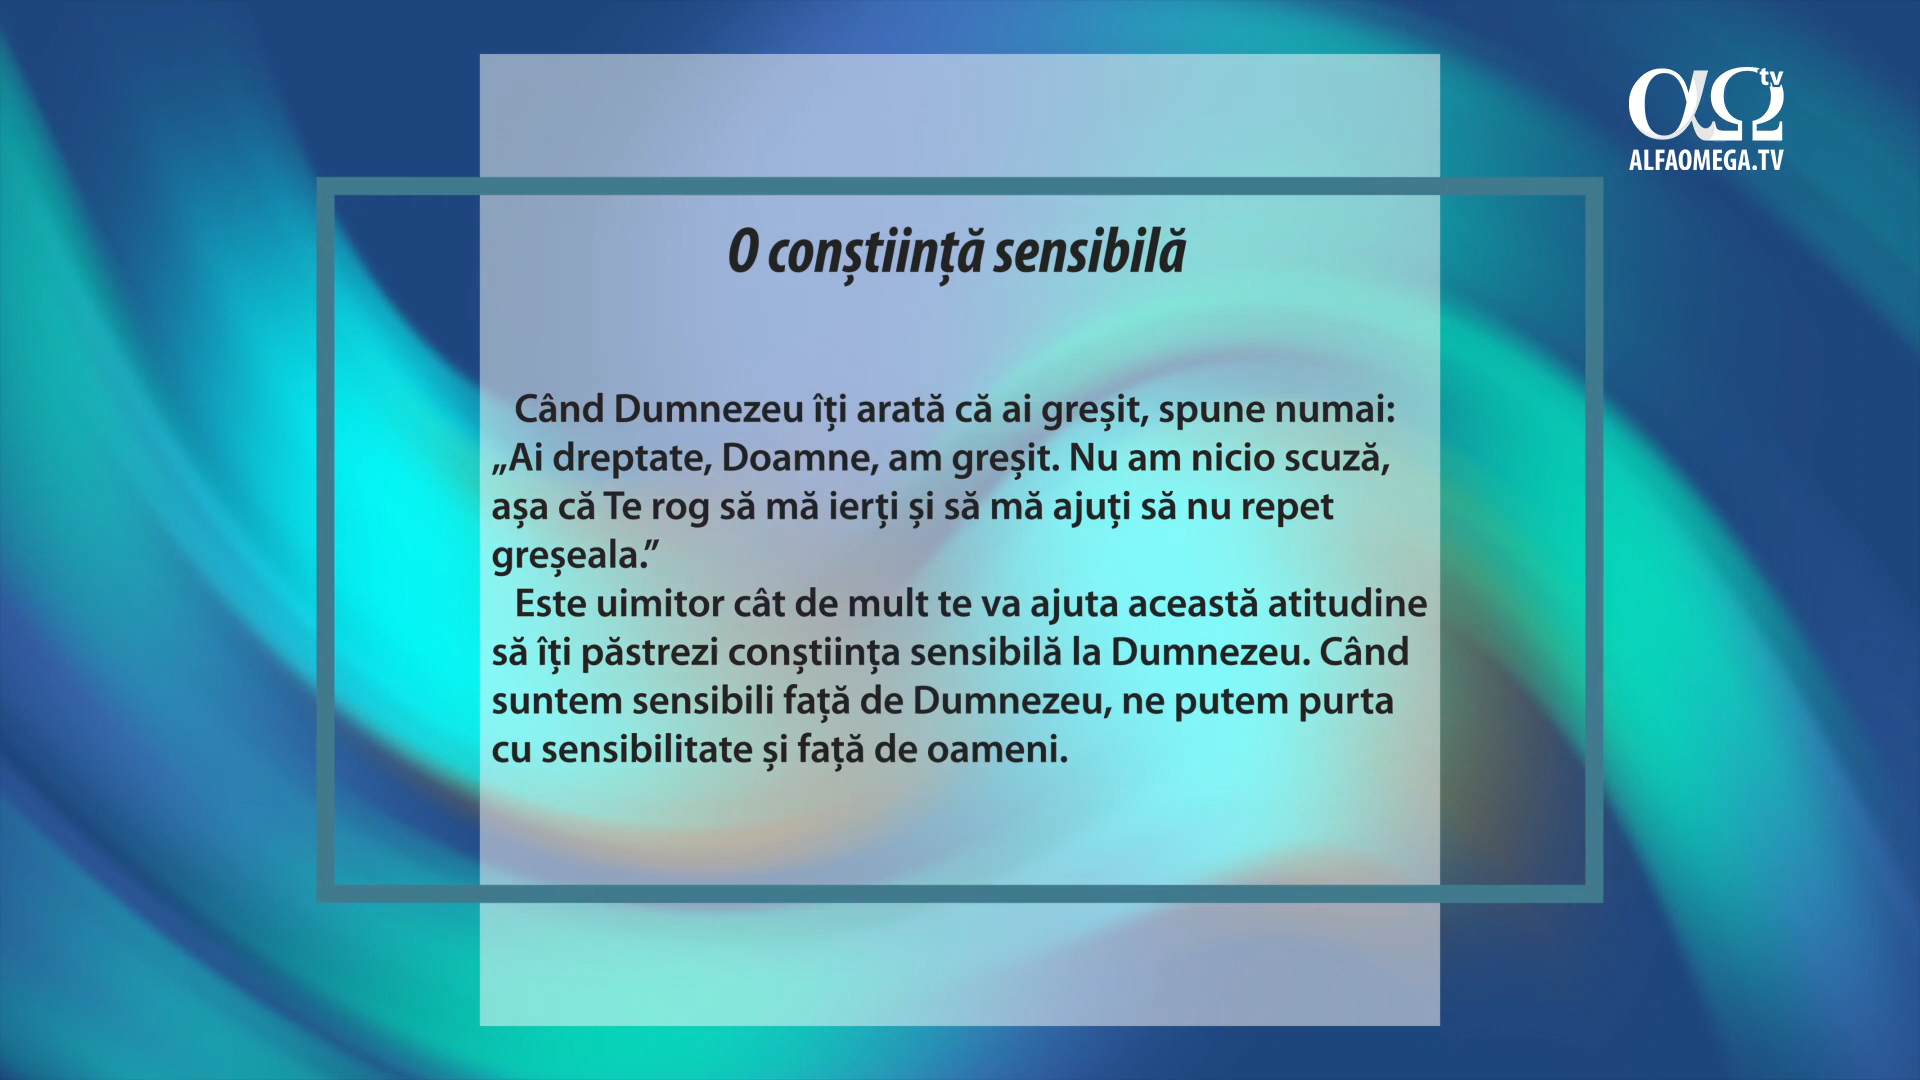 αΩ tv
ALFAOMEGA.TV
O conștiință sensibilă
Când Dumnezeu îți arată că ai greșit, spune numai:
„Ai dreptate, Doamne, am greșit. Nu am nicio scuză,
așa că Te rog să mă ierți și să mă ajuți să nu repet
greșeala.”
Este uimitor cât de mult te va ajuta această atitudine
să îți păstrezi conștiința sensibilă la Dumnezeu. Când
suntem sensibili față de Dumnezeu, ne putem purta
cu sensibilitate și față de oameni.